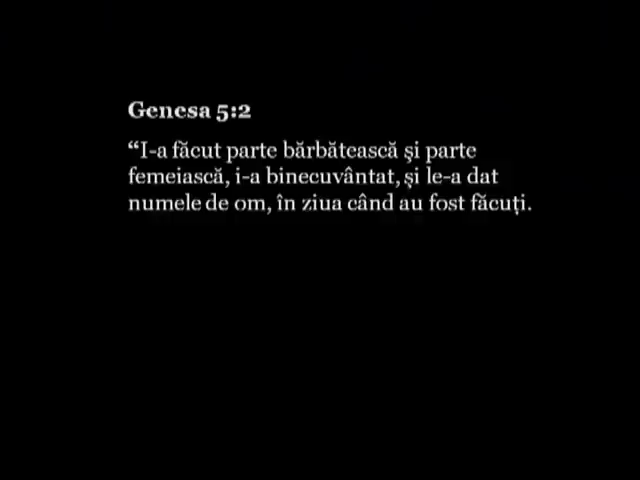 Genesa 5:2
“I-a făcut parte bărbătească şi parte
femeiască, i-a binecuvântat, şi le-a dat
numele de om, în ziua când au fost făcuţi.